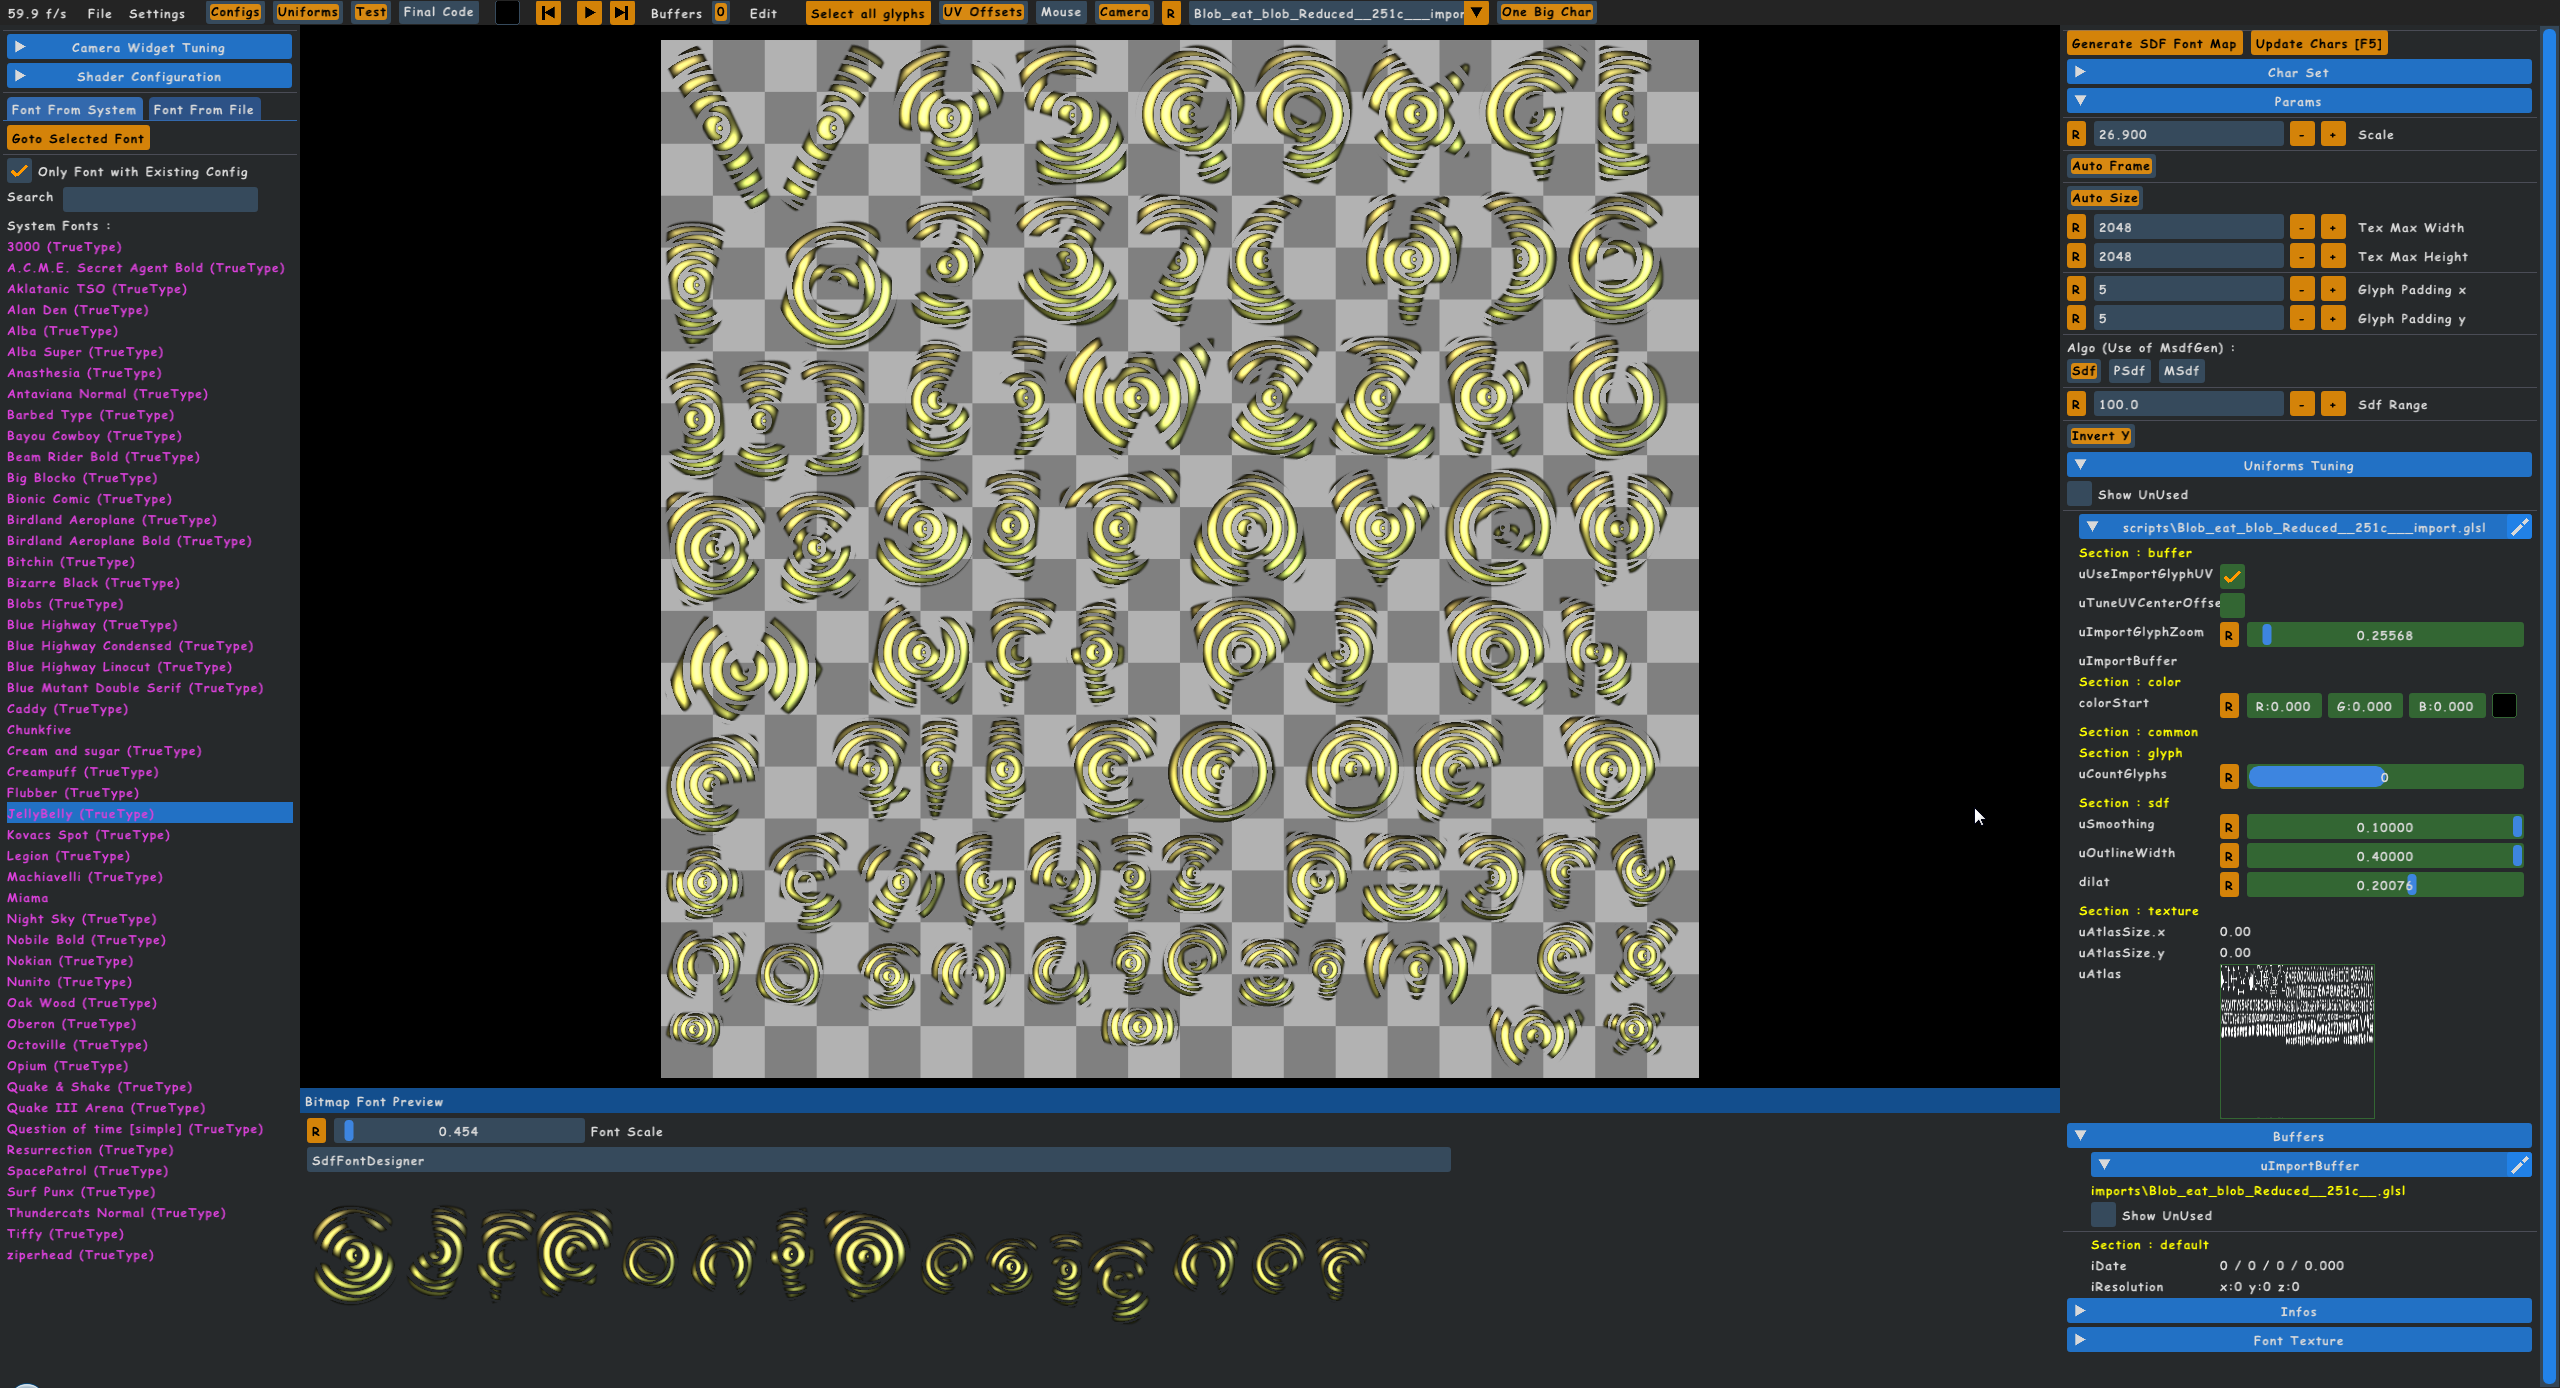 59.9 f/s File Settings Configs Uniforms Test Final Code Buffers 0 Edit Select all glyphs UV Offsets Mouse Camera R Blob_eat_blob_Reduced__251c___impor One Big Char
Camera Widget Tuning
Shader Configuration
Font From System Font From File
Goto Selected Font
Only Font with Existing Config
Search
System Fonts :
3000 (TrueType)
A.C.M.E. Secret Agent Bold (TrueType)
Aklatanic TSO (TrueType)
Alan Den (TrueType)
Alba (TrueType)
Alba Super (TrueType)
Anasthesia (TrueType)
Antaviana Normal (TrueType)
Barbed Type (TrueType)
Bayou Cowboy (TrueType)
Beam Rider Bold (TrueType)
Big Blocko (TrueType)
Bionic Comic (TrueType)
Birdland Aeroplane (TrueType)
Birdland Aeroplane Bold (TrueType)
Bitchin (TrueType)
Bizarre Black (TrueType)
Blobs (TrueType)
Blue Highway (TrueType)
Blue Highway Condensed (TrueType)
Blue Highway Linocut (TrueType)
Blue Mutant Double Serif (TrueType)
Caddy (TrueType)
Chunkfive
Cream and sugar (TrueType)
Creampuff (TrueType)
Flubber (TrueType)
JellyBelly (TrueType)
Kovacs Spot (TrueType)
Legion (TrueType)
Machiavelli (TrueType)
Miama
Night Sky (TrueType)
Nobile Bold (TrueType)
Nokian (TrueType)
Nunito (TrueType)
Oak Wood (TrueType)
Oberon (TrueType)
Octoville (TrueType)
Opium (TrueType)
Quake & Shake (TrueType)
Quake III Arena (TrueType)
Question of time [simple] (TrueType)
Resurrection (TrueType)
SpacePatrol (TrueType)
Surf Punx (TrueType)
Thundercats Normal (TrueType)
Tiffy (TrueType)
ziperhead (TrueType)
Bitmap Font Preview
R 0.454 Font Scale
SdfFontDesigner
SdfFontDesigner
Generate SDF Font Map Update Chars [F5]
Char Set
Params
R 26.900 - + Scale
Auto Frame
Auto Size
R 2048 - + Tex Max Width
R 2048 - + Tex Max Height
R 5 - + Glyph Padding x
R 5 - + Glyph Padding y
Algo (Use of MsdfGen) :
Sdf PSdf MSdf
R 100.0 - + Sdf Range
Invert Y
Uniforms Tuning
Show UnUsed
scripts\Blob_eat_blob_Reduced__251c___import.glsl
Section : buffer
uUseImportGlyphUV
uTuneUVCenterOffse
uImportGlyphZoom R 0.25568
uImportBuffer
Section : color
colorStart R R:0.000 G:0.000 B:0.000
Section : common
Section : glyph
uCountGlyphs R 0
Section : sdf
uSmoothing R 0.10000
uOutlineWidth R 0.40000
dilat R 0.20076
Section : texture
uAtlasSize.x 0.00
uAtlasSize.y 0.00
uAtlas
Buffers
uImportBuffer
imports\Blob_eat_blob_Reduced__251c__.glsl
Show UnUsed
Section : default
iDate 0 / 0 / 0 / 0.000
iResolution x:0 y:0 z:0
Infos
Font Texture